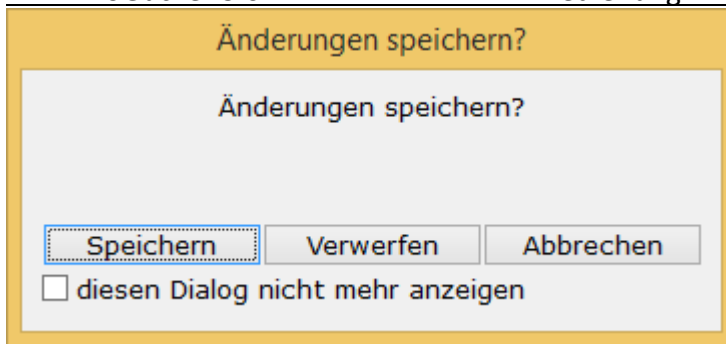 Änderungen speichern?
Änderungen speichern?
Speichern Verwerfen Abbrechen
diesen Dialog nicht mehr anzeigen